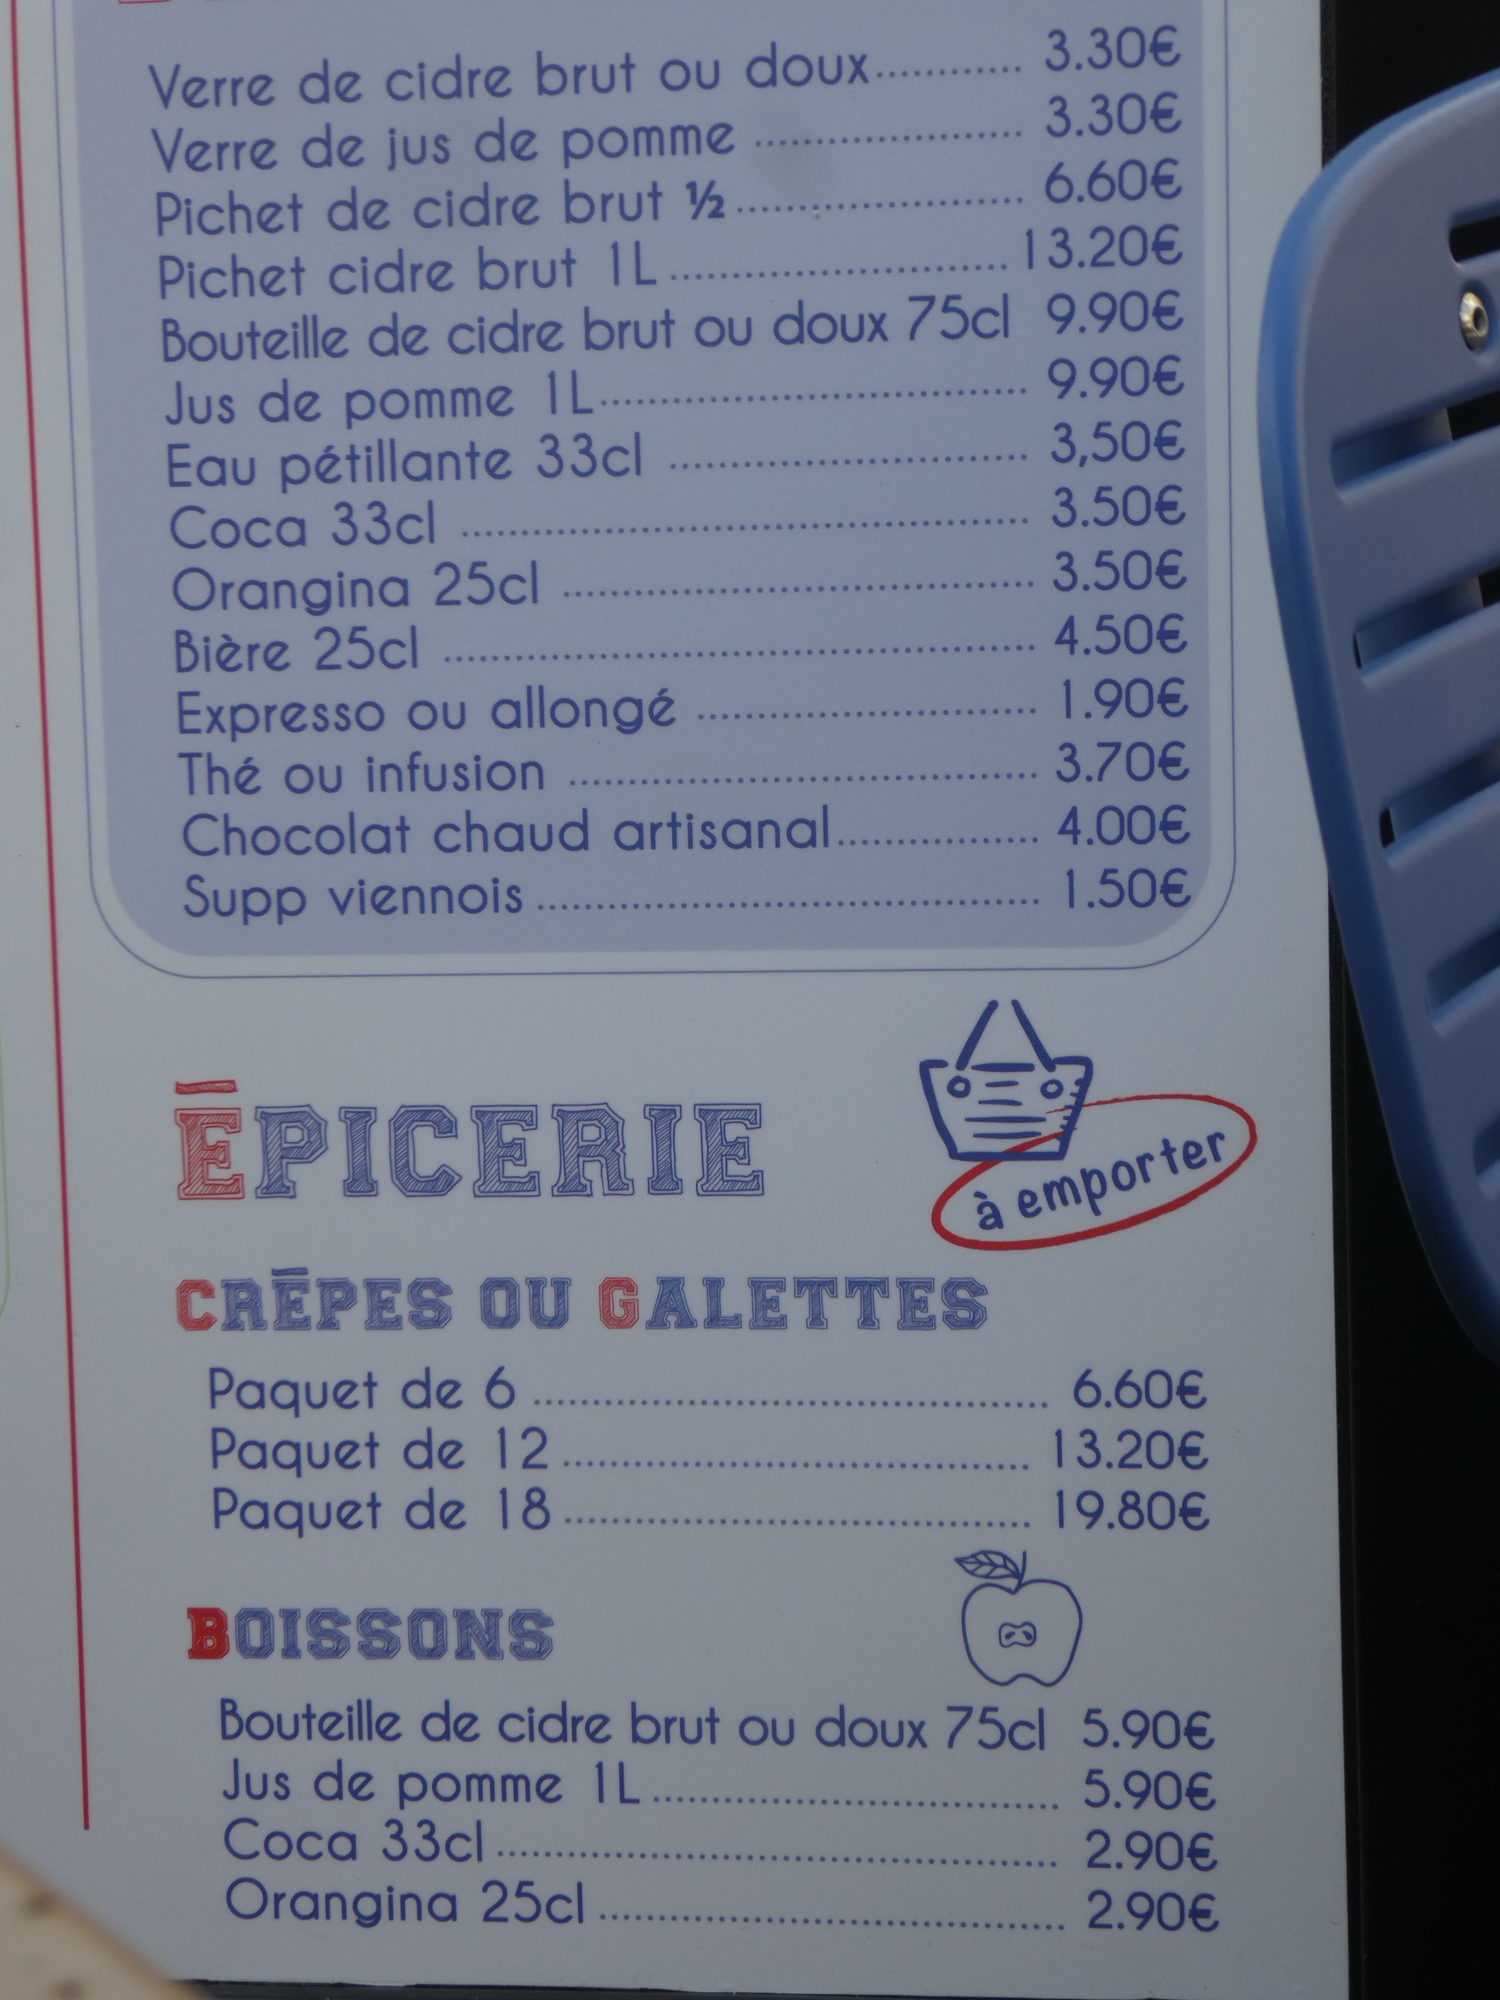 Verre de cidre brut ou doux............ 3.30€
Verre de jus de pomme ........................ 3.30€
Pichet de cidre brut ½.......................... 6.60€
Pichet cidre brut 1L.............................. 13.20€
Bouteille de cidre brut ou doux 75cl 9.90€
Jus de pomme 1L...................................... 9.90€
Eau pétillante 33cl ................................ 3,50€
Coca 33cl .................................................. 3.50€
Orangina 25cl .......................................... 3.50€
Bière 25cl .................................................... 4.50€
Expresso ou allongé .............................. 1.90€
Thé ou infusion ........................................ 3.70€
Chocolat chaud artisanal................. 4.00€
Supp viennois........................................... 1.50€
ÉPICERIE
à emporter
CRÊPES OU GALETTES
Paquet de 6 .............................................. 6.60€
Paquet de 12.......................................... 13.20€
Paquet de 18.......................................... 19.80€
BOISSONS
Bouteille de cidre brut ou doux 75cl 5.90€
Jus de pomme 1L.................................... 5.90€
Coca 33cl.................................................. 2.90€
Orangina 25cl.......................................... 2.90€